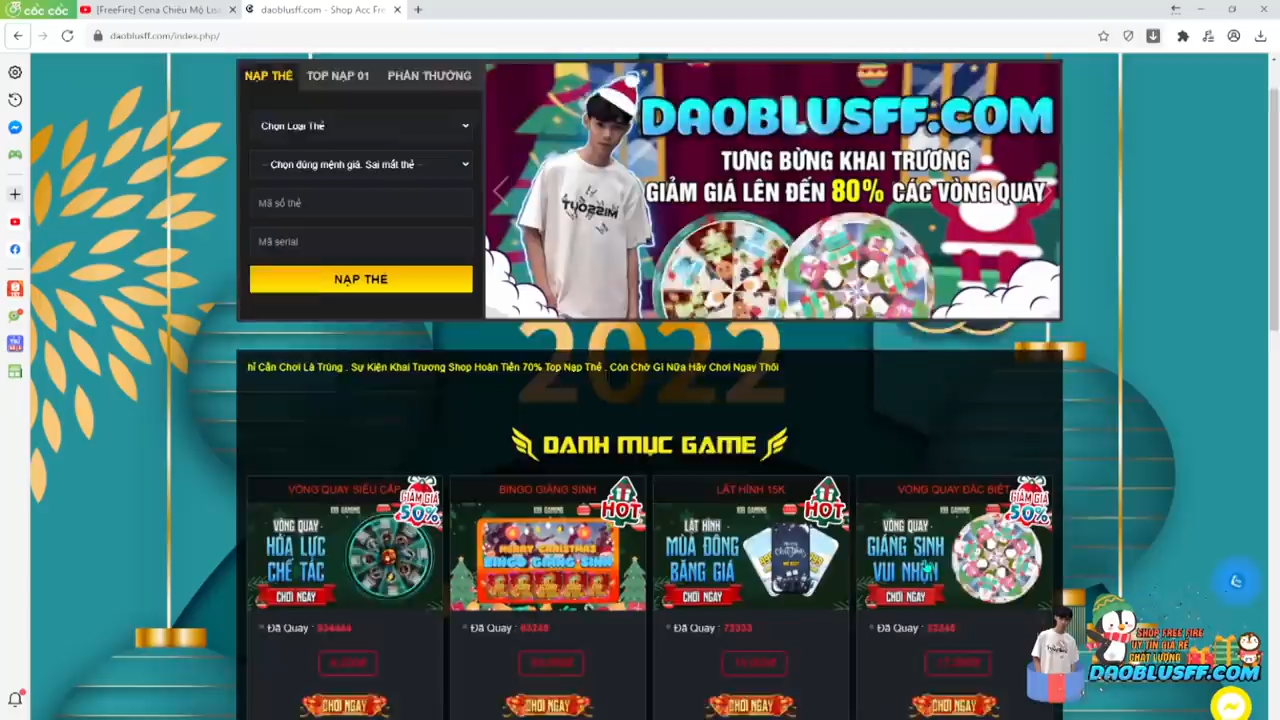 CỐC CỐC
[FreeFire] Cena Chiêu Mộ
daoblusff.com - Shop Acc Fre
daoblusff.com/index.php/
NẠP THẺ
TOP NẠP 01
PHẦN THƯỞNG
Chọn Loại Thẻ
-- Chọn đúng mệnh giá. Sai mất thẻ --
Mã số thẻ
Mã serial
NẠP THẺ
DAOBLUSFF.COM
TƯNG BỪNG KHAI TRƯƠNG
GIẢM GIÁ LÊN ĐẾN 80% CÁC VÒNG QUAY
MISSOUT
2022
hỉ Cần Chơi Là Trúng . Sự Kiện Khai Trương Shop Hoàn Tiền 70% Top Nạp Thẻ . Còn Chờ Gì Nữa Hãy Chơi Ngay Thôi
DANH MỤC GAME
VÒNG QUAY SIÊU CẤP
GIẢM GIÁ
50%
VÒNG QUAY
HỎA LỰC
CHẾ TÁC
CHƠI NGAY
* Đã Quay :
CHƠI NGAY
BINGO GIÁNG SINH
HOT
MERRY CHRISTMAS
BINGO GIÁNG SINH
* Đã Quay :
CHƠI NGAY
LẬT HÌNH 15K
HOT
LẬT HÌNH
MÙA ĐÔNG
BĂNG GIÁ
CHƠI NGAY
* Đã Quay :
CHƠI NGAY
VÒNG QUAY ĐẶC BIỆT
GIẢM GIÁ
50%
VÒNG QUAY
GIÁNG SINH
VUI NHỘN
CHƠI NGAY
* Đã Quay :
CHƠI NGAY
SHOP FREE FIRE
UY TÍN GIÁ RẺ
CHẤT LƯỢNG
DAOBLUSFF.COM